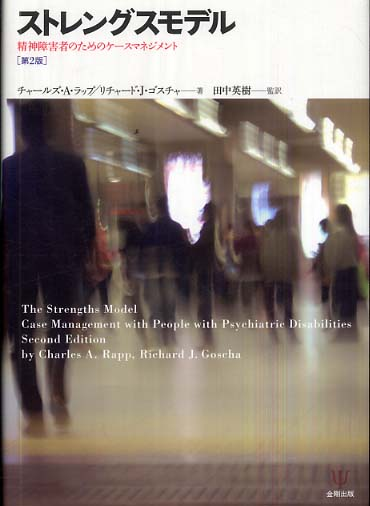 ストレングスモデル
精神障害者のためのケースマネジメント
[第2版]
チャールズ・A・ラップ/リチャード・J・ゴスチャ——著 田中英樹——監訳
The Strengths Model
Case Management with People with Psychiatric Disabilities
Second Edition
by Charles A. Rapp, Richard J. Goscha
金剛出版